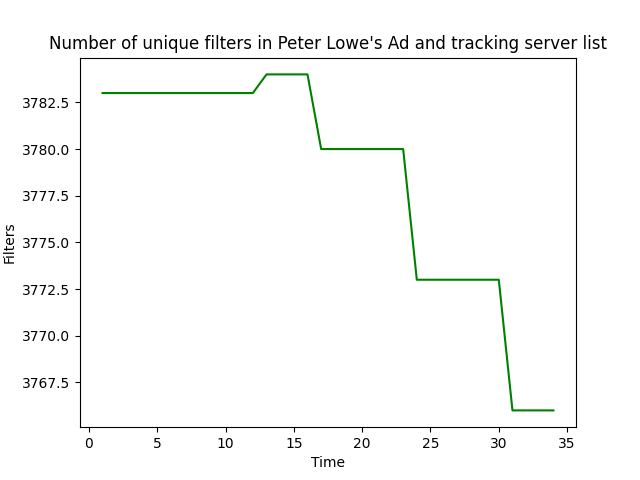 Number of unique filters in Peter Lowe's Ad and tracking server list
3782.5
3780.0
3777.5
3775.0
3772.5
3770.0
3767.5
Filters
0 5 10 15 20 25 30 35
Time